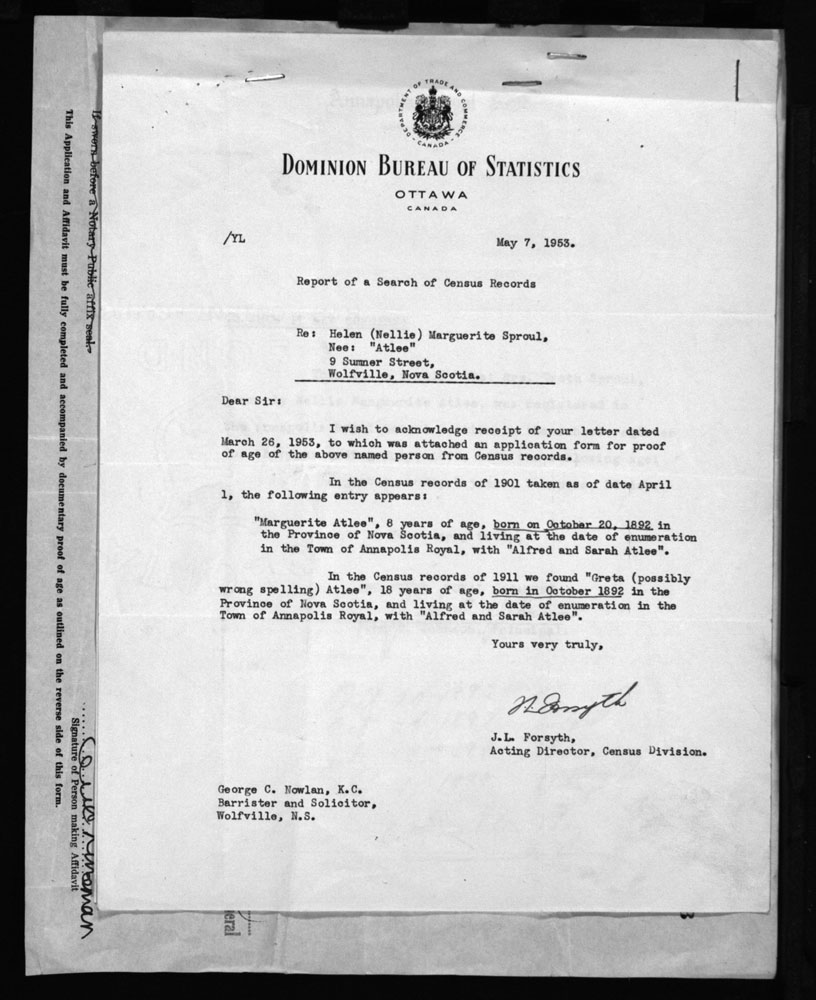 DEPARTMENT OF TRADE AND COMMERCE
CANADA
DOMINION BUREAU OF STATISTICS
OTTAWA
CANADA
/YL
May 7, 1953.
Report of a Search of Census Records
Re: Helen (Nellie) Marguerite Sproul,
Nee: "Atlee"
9 Sumner Street,
Wolfville, Nova Scotia.
Dear Sir:
I wish to acknowledge receipt of your letter dated
March 26, 1953, to which was attached an application form for proof
of age of the above named person from Census records.
In the Census records of 1901 taken as of date April
1, the following entry appears:
"Marguerite Atlee", 8 years of age, born on October 20, 1892 in
the Province of Nova Scotia, and living at the date of enumeration
in the Town of Annapolis Royal, with "Alfred and Sarah Atlee".
In the Census records of 1911 we found "Greta (possibly
wrong spelling) Atlee", 18 years of age, born in October 1892 in the
Province of Nova Scotia, and living at the date of enumeration in the
Town of Annapolis Royal, with "Alfred and Sarah Atlee".
Yours very truly,
J.L. Forsyth,
Acting Director, Census Division.
George C. Nowlan, K.C.
Barrister and Solicitor,
Wolfville, N.S.
If sworn before a Notary Public affix seal.
This Application and Affidavit must be fully completed and accompanied by documentary proof of age as outlined on the reverse side of this form.
Signature of Person making Affidavit